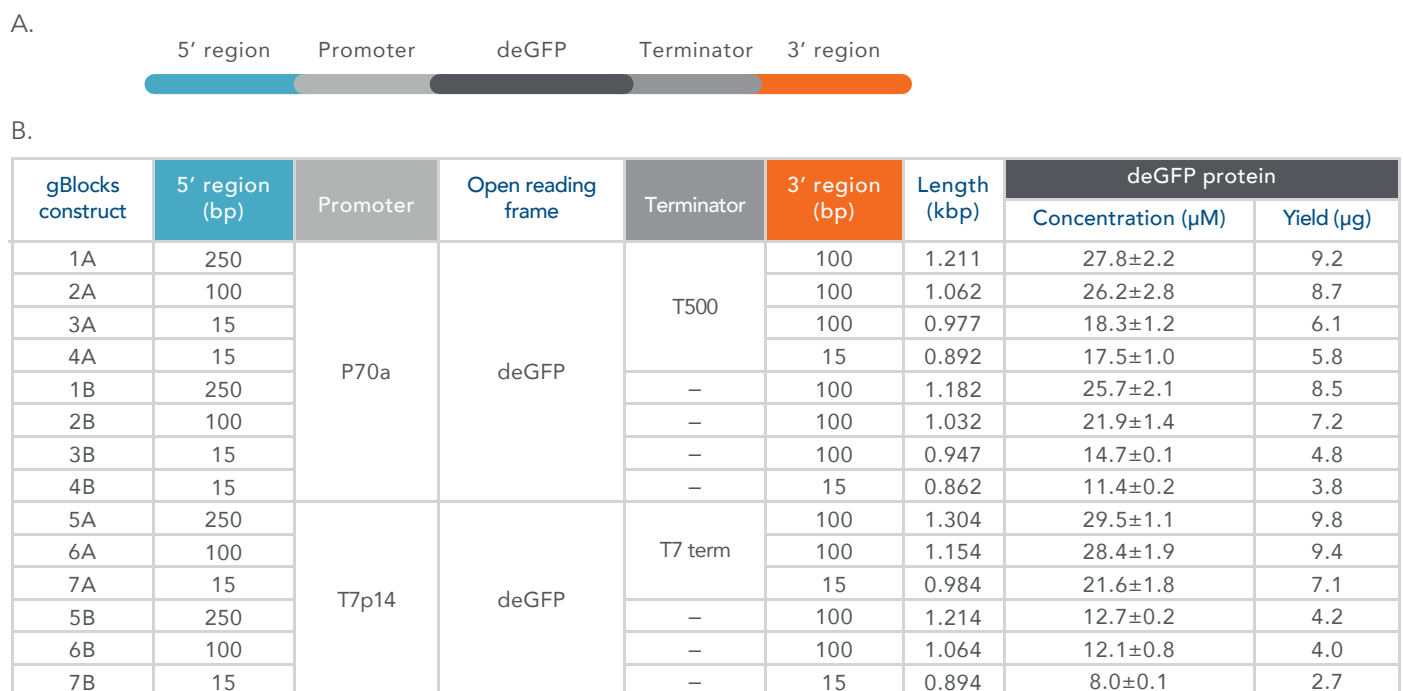 A.
5′ region Promoter deGFP Terminator 3′ region
B.
gBlocks construct 5′ region (bp) Promoter Open reading frame Terminator 3′ region (bp) Length (kbp) deGFP protein
Concentration (µM) Yield (µg)
1A 250 100 1.211 27.8±2.2 9.2
2A 100 100 1.062 26.2±2.8 8.7
T500
3A 15 100 0.977 18.3±1.2 6.1
4A 15 15 0.892 17.5±1.0 5.8
P70a deGFP
1B 250 – 100 1.182 25.7±2.1 8.5
2B 100 – 100 1.032 21.9±1.4 7.2
3B 15 – 100 0.947 14.7±0.1 4.8
4B 15 – 15 0.862 11.4±0.2 3.8
5A 250 100 1.304 29.5±1.1 9.8
6A 100 T7 term 100 1.154 28.4±1.9 9.4
7A 15 15 0.984 21.6±1.8 7.1
T7p14 deGFP
5B 250 – 100 1.214 12.7±0.2 4.2
6B 100 – 100 1.064 12.1±0.8 4.0
7B 15 – 15 0.894 8.0±0.1 2.7